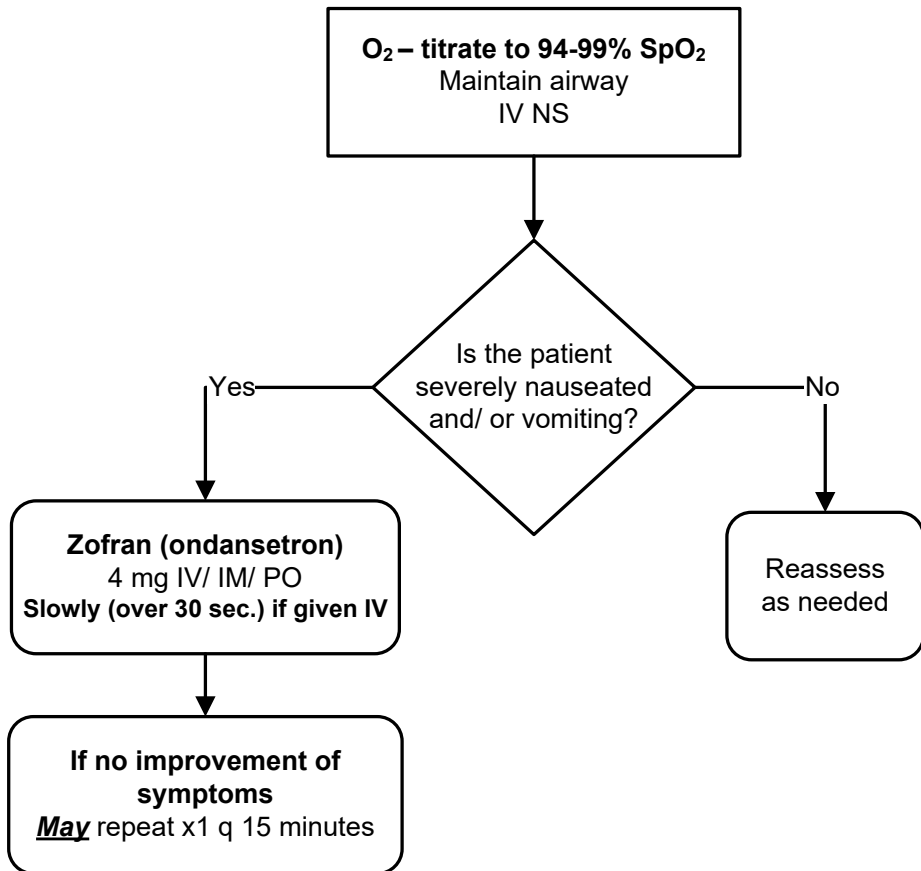 O₂ – titrate to 94-99% SpO₂
Maintain airway
IV NS
Is the patient
severely nauseated
and/ or vomiting?
Yes
No
Zofran (ondansetron)
4 mg IV/ IM/ PO
Slowly (over 30 sec.) if given IV
Reassess
as needed
If no improvement of
symptoms
May repeat x1 q 15 minutes